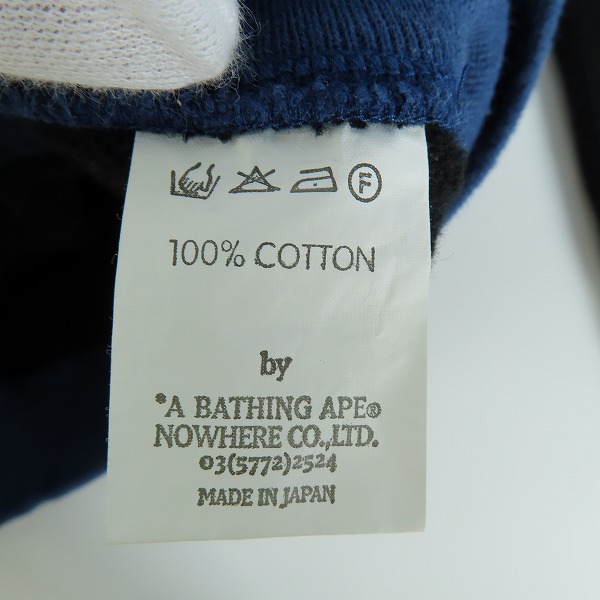 F
100% COTTON
by
*A BATHING APE®
NOWHERE CO.,LTD.
03(5772)2524
MADE IN JAPAN